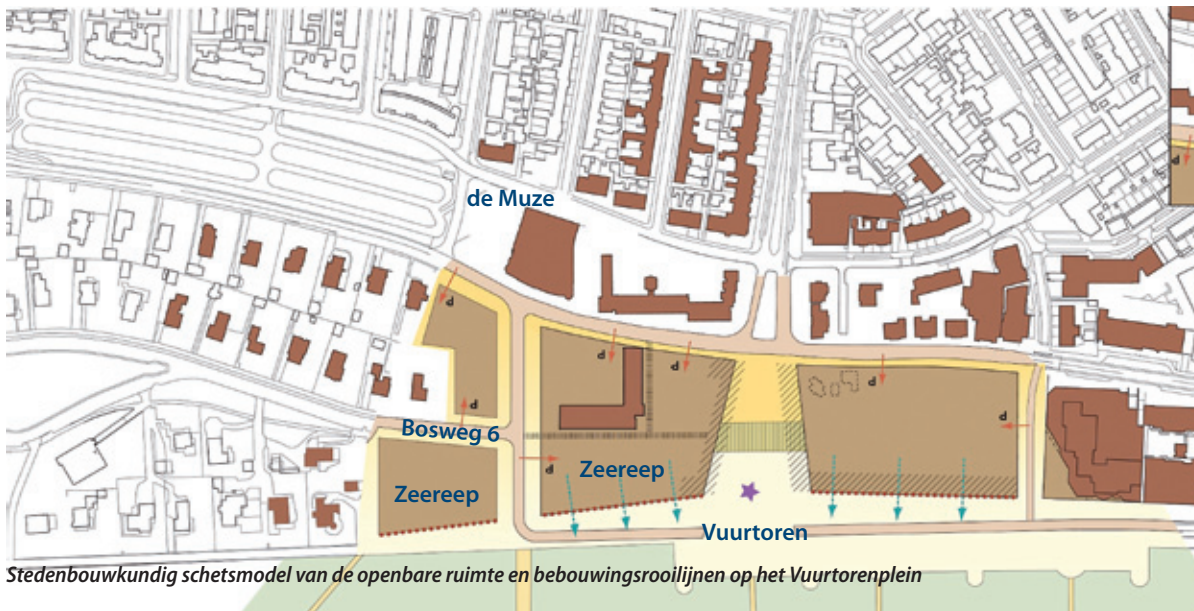 de Muze
Bosweg 6
Zeereep
Zeereep
Vuurtoren
P
P
P
P
P
P
P
P
Stedenbouwkundig schetsmodel van de openbare ruimte en bebouwingsrooilijnen op het Vuurtorenplein